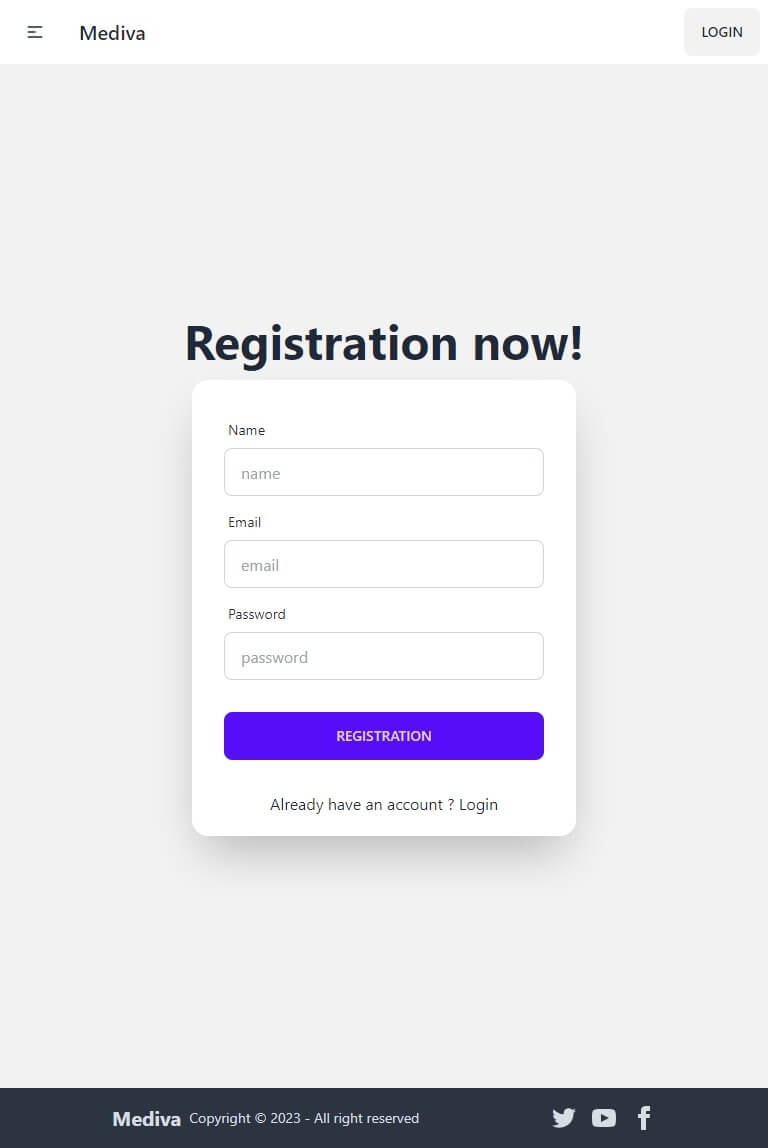 Mediva
LOGIN
Registration now!
Name
name
Email
email
Password
password
REGISTRATION
Already have an account ? Login
Mediva Copyright © 2023 - All right reserved